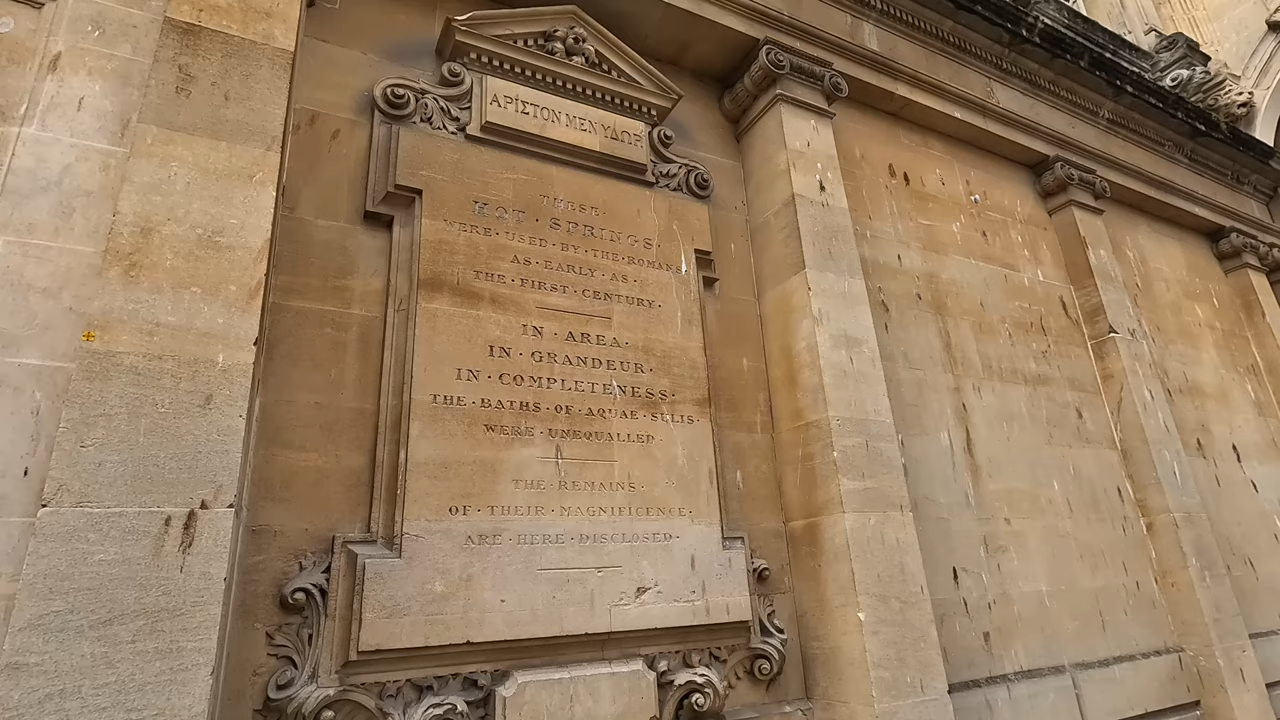 ΑΡΙΣΤΟΝ ΜΕΝ ΥΔΩΡ
THESE·
HOT · SPRINGS·
WERE · USED · BY · THE · ROMANS
AS · EARLY · AS ·
THE · FIRST · CENTURY·
IN · AREA·
IN · GRANDEUR·
IN · COMPLETENESS·
THE · BATHS · OF · AQUAE · SULIS ·
WERE · UNEQUALLED·
THE · REMAINS·
OF · THEIR · MAGNIFICENCE·
ARE · HERE · DISCLOSED·